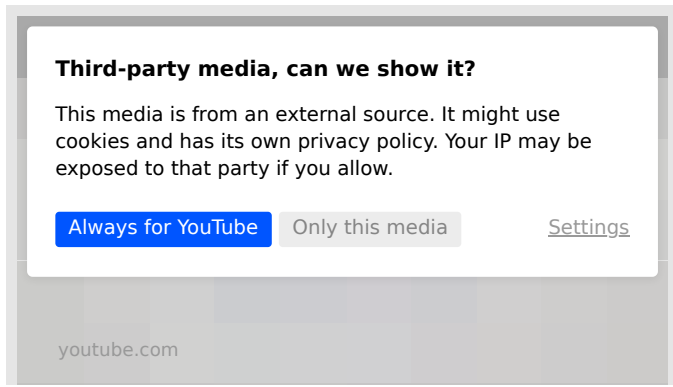 Third-party media, can we show it?
This media is from an external source. It might use
cookies and has its own privacy policy. Your IP may be
exposed to that party if you allow.
Always for YouTube Only this media Settings
youtube.com